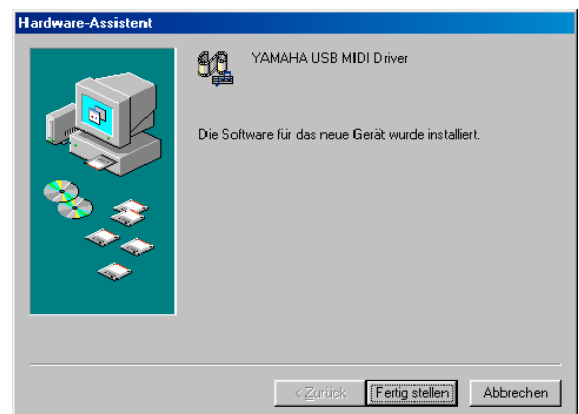 Hardware-Assistent
YAMAHA USB MIDI Driver
Die Software für das neue Gerät wurde installiert.
< Zurück
Fertig stellen
Abbrechen